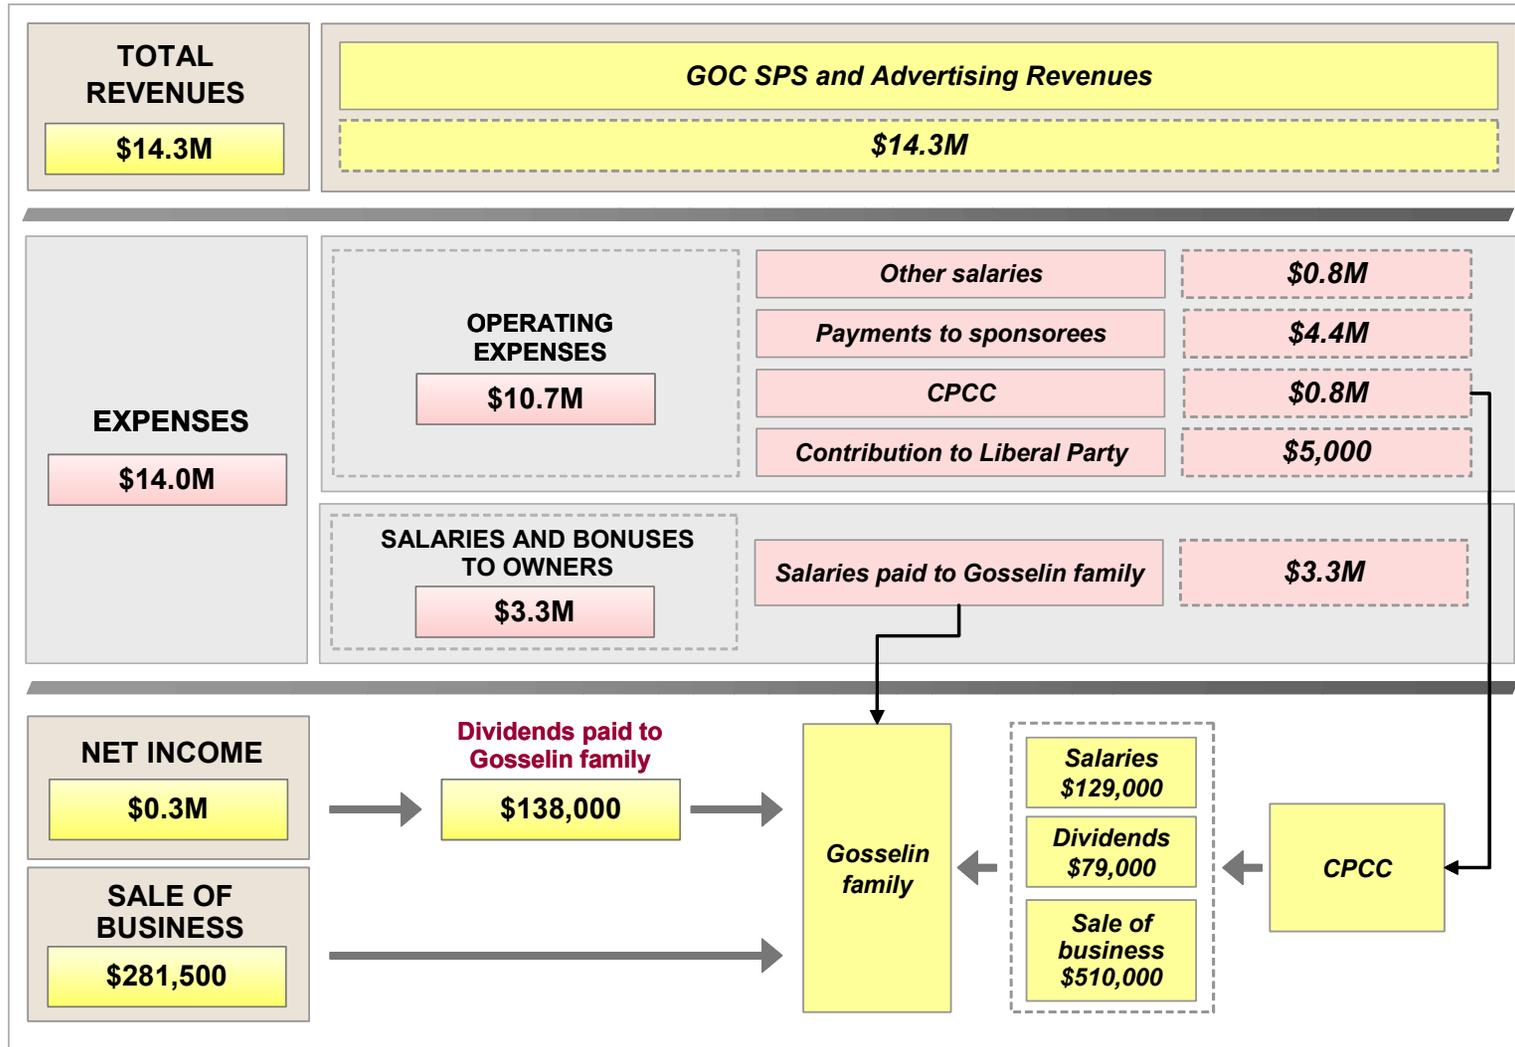 TOTAL
REVENUES
$14.3M
GOC SPS and Advertising Revenues
$14.3M
EXPENSES
$14.0M
OPERATING
EXPENSES
$10.7M
Other salaries
$0.8M
Payments to sponsorees
$4.4M
CPCC
$0.8M
Contribution to Liberal Party
$5,000
SALARIES AND BONUSES
TO OWNERS
$3.3M
Salaries paid to Gosselin family
$3.3M
NET INCOME
$0.3M
Dividends paid to
Gosselin family
$138,000
SALE OF
BUSINESS
$281,500
Gosselin
family
Salaries
$129,000
Dividends
$79,000
Sale of
business
$510,000
CPCC